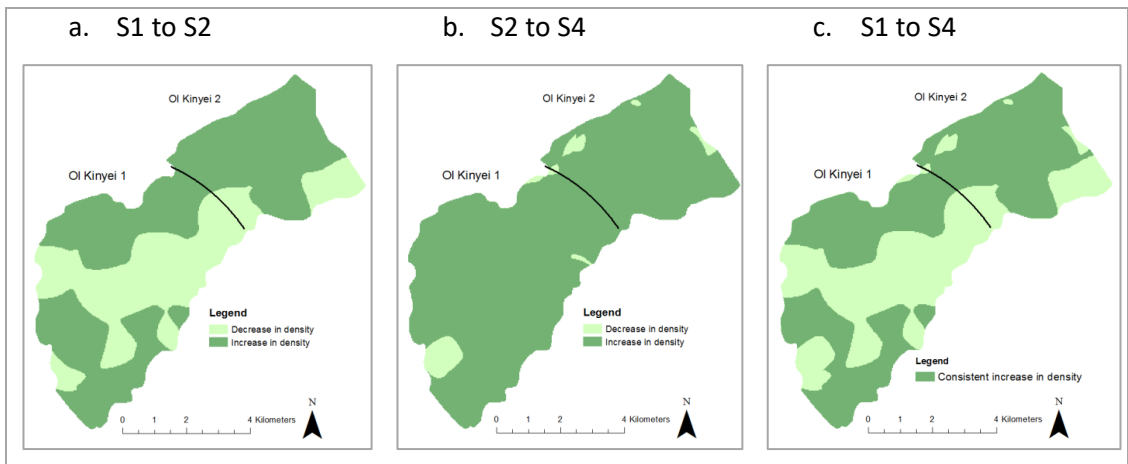 a. S1 to S2
Ol Kinyei 2
Ol Kinyei 1
Legend
Decrease in density
Increase in density
N
0 1 2 4 Kilometers
b. S2 to S4
Ol Kinyei 2
Ol Kinyei 1
Legend
Decrease in density
Increase in density
N
0 1 2 4 Kilometers
c. S1 to S4
Ol Kinyei 2
Ol Kinyei 1
Legend
Consistent increase in density
N
0 1 2 4 Kilometers